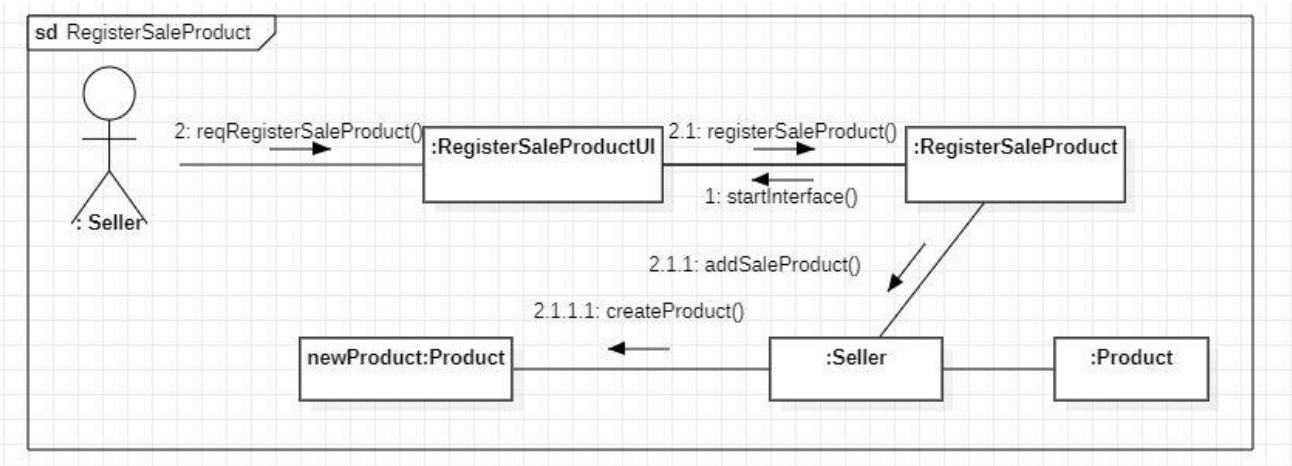 sd RegisterSaleProduct
2: reqRegisterSaleProduct()
2.1: registerSaleProduct()
:RegisterSaleProductUI
:RegisterSaleProduct
1: startInterface()
: Seller
2.1.1: addSaleProduct()
2.1.1.1: createProduct()
newProduct:Product
:Seller
:Product